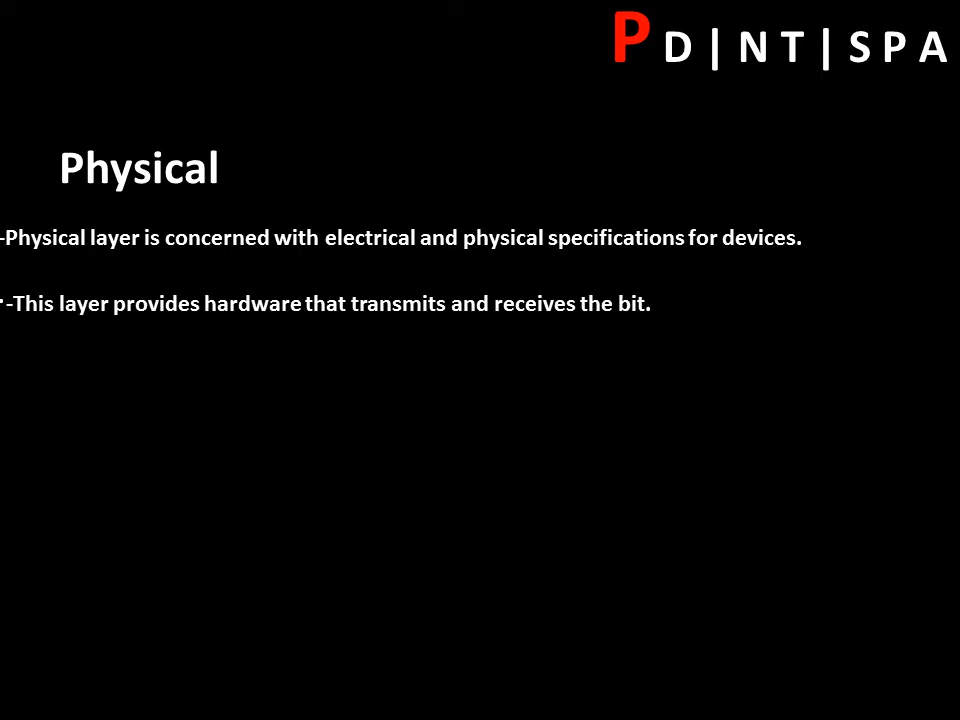 P D | N T | S P A
Physical
-Physical layer is concerned with electrical and physical specifications for devices.
·-This layer provides hardware that transmits and receives the bit.